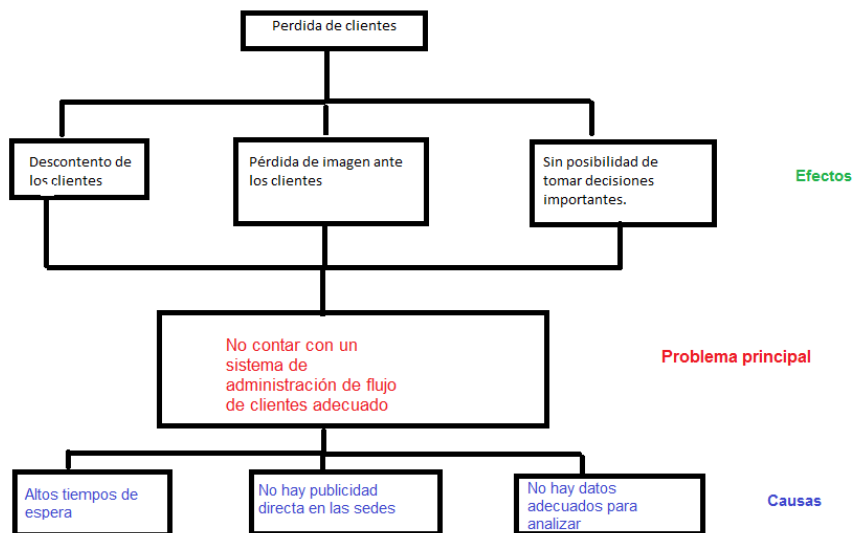 Perdida de clientes
Descontento de
los clientes
Pérdida de imagen ante
los clientes
Sin posibilidad de
tomar decisiones
importantes.
Efectos
No contar con un
sistema de
administración de flujo
de clientes adecuado
Problema principal
Altos tiempos de
espera
No hay publicidad
directa en las sedes
No hay datos
adecuados para
analizar
Causas